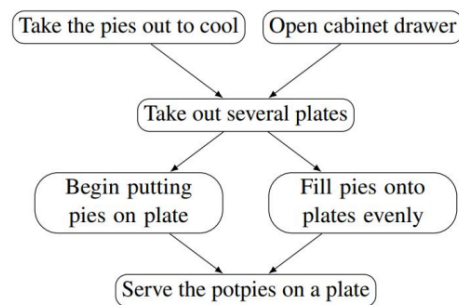 Take the pies out to cool
Open cabinet drawer
Take out several plates
Begin putting
pies on plate
Fill pies onto
plates evenly
Serve the potpies on a plate